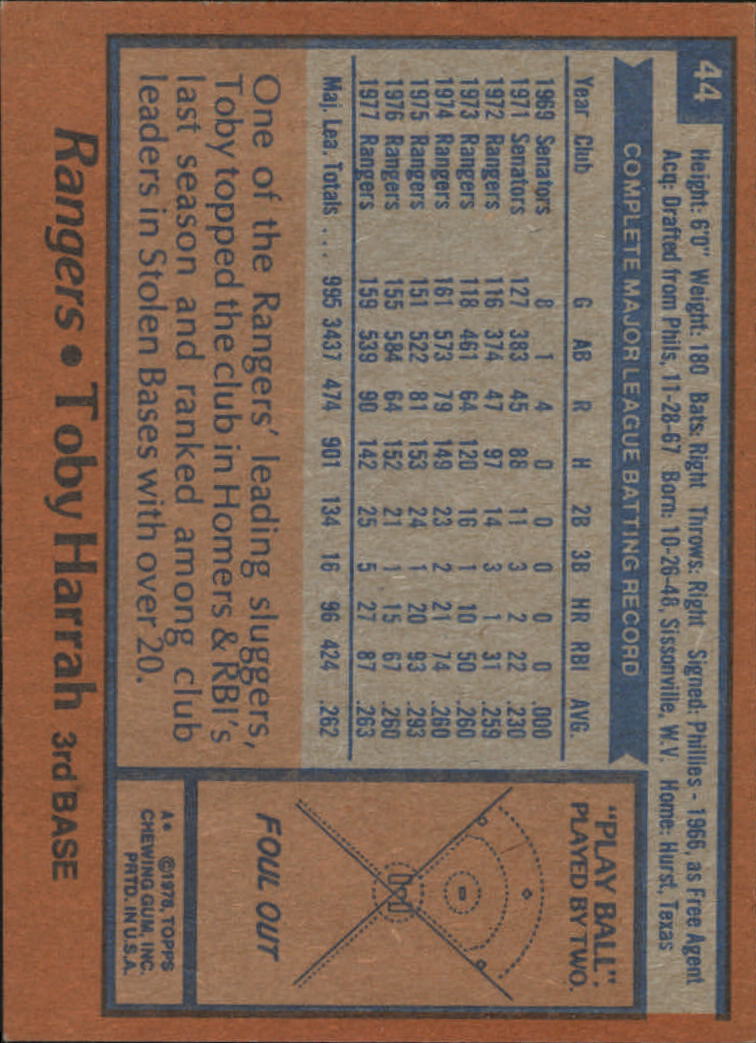 44
Height: 6'0" Weight: 180 Bats: Right Throws: Right Signed: Phillies - 1966, as Free Agent
Acq: Drafted from Phils, 11-28-67 Born: 10-26-48, Sissonville, W.V. Home: Hurst, Texas
COMPLETE MAJOR LEAGUE BATTING RECORD
Year Club G AB R H 2B 3B HR RBI AVG.
1969 Senators 8 1 4 0 0 0 0 0 .000
1971 Senators 127 383 45 88 11 3 2 22 .230
1972 Rangers 116 374 47 97 14 3 1 31 .259
1973 Rangers 118 461 64 120 16 1 10 50 .260
1974 Rangers 161 573 79 149 23 2 21 74 .260
1975 Rangers 151 522 81 153 24 1 20 93 .293
1976 Rangers 155 584 64 152 21 1 15 67 .260
1977 Rangers 159 539 90 142 25 5 27 87 .263
Maj. Lea. Totals . . . 995 3437 474 901 134 16 96 424 .262
One of the Rangers' leading sluggers,
Toby topped the club in Homers & RBI's
last season and ranked among club
leaders in Stolen Bases with over 20.
"PLAY BALL".
PLAYED BY TWO.
FOUL OUT
A* ©1978, TOPPS
CHEWING GUM, INC.
PRTD. IN U.S.A.
Rangers • Toby Harrah 3rd BASE